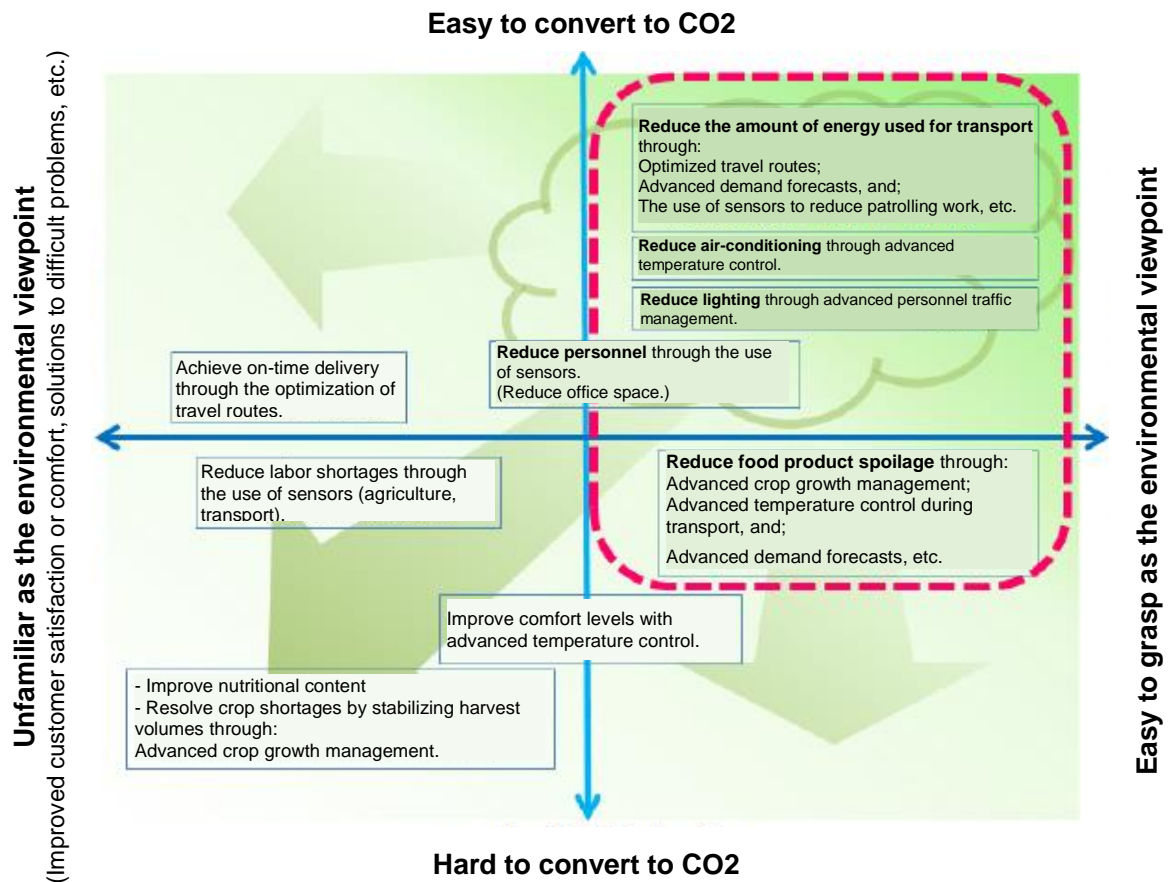 Easy to convert to CO2
Unfamiliar as the environmental viewpoint
(Improved customer satisfaction or comfort, solutions to difficult problems, etc.)
Reduce the amount of energy used for transport
through:
Optimized travel routes;
Advanced demand forecasts, and;
The use of sensors to reduce patrolling work, etc.
Reduce air-conditioning through advanced
temperature control.
Reduce lighting through advanced personnel traffic
management.
Reduce personnel through the use
of sensors.
(Reduce office space.)
Achieve on-time delivery
through the optimization of
travel routes.
Reduce labor shortages through
the use of sensors (agriculture,
transport).
Reduce food product spoilage through:
Advanced crop growth management;
Advanced temperature control during
transport, and;
Advanced demand forecasts, etc.
Improve comfort levels with
advanced temperature control.
- Improve nutritional content
- Resolve crop shortages by stabilizing harvest
volumes through:
Advanced crop growth management.
Easy to grasp as the environmental viewpoint
Hard to convert to CO2